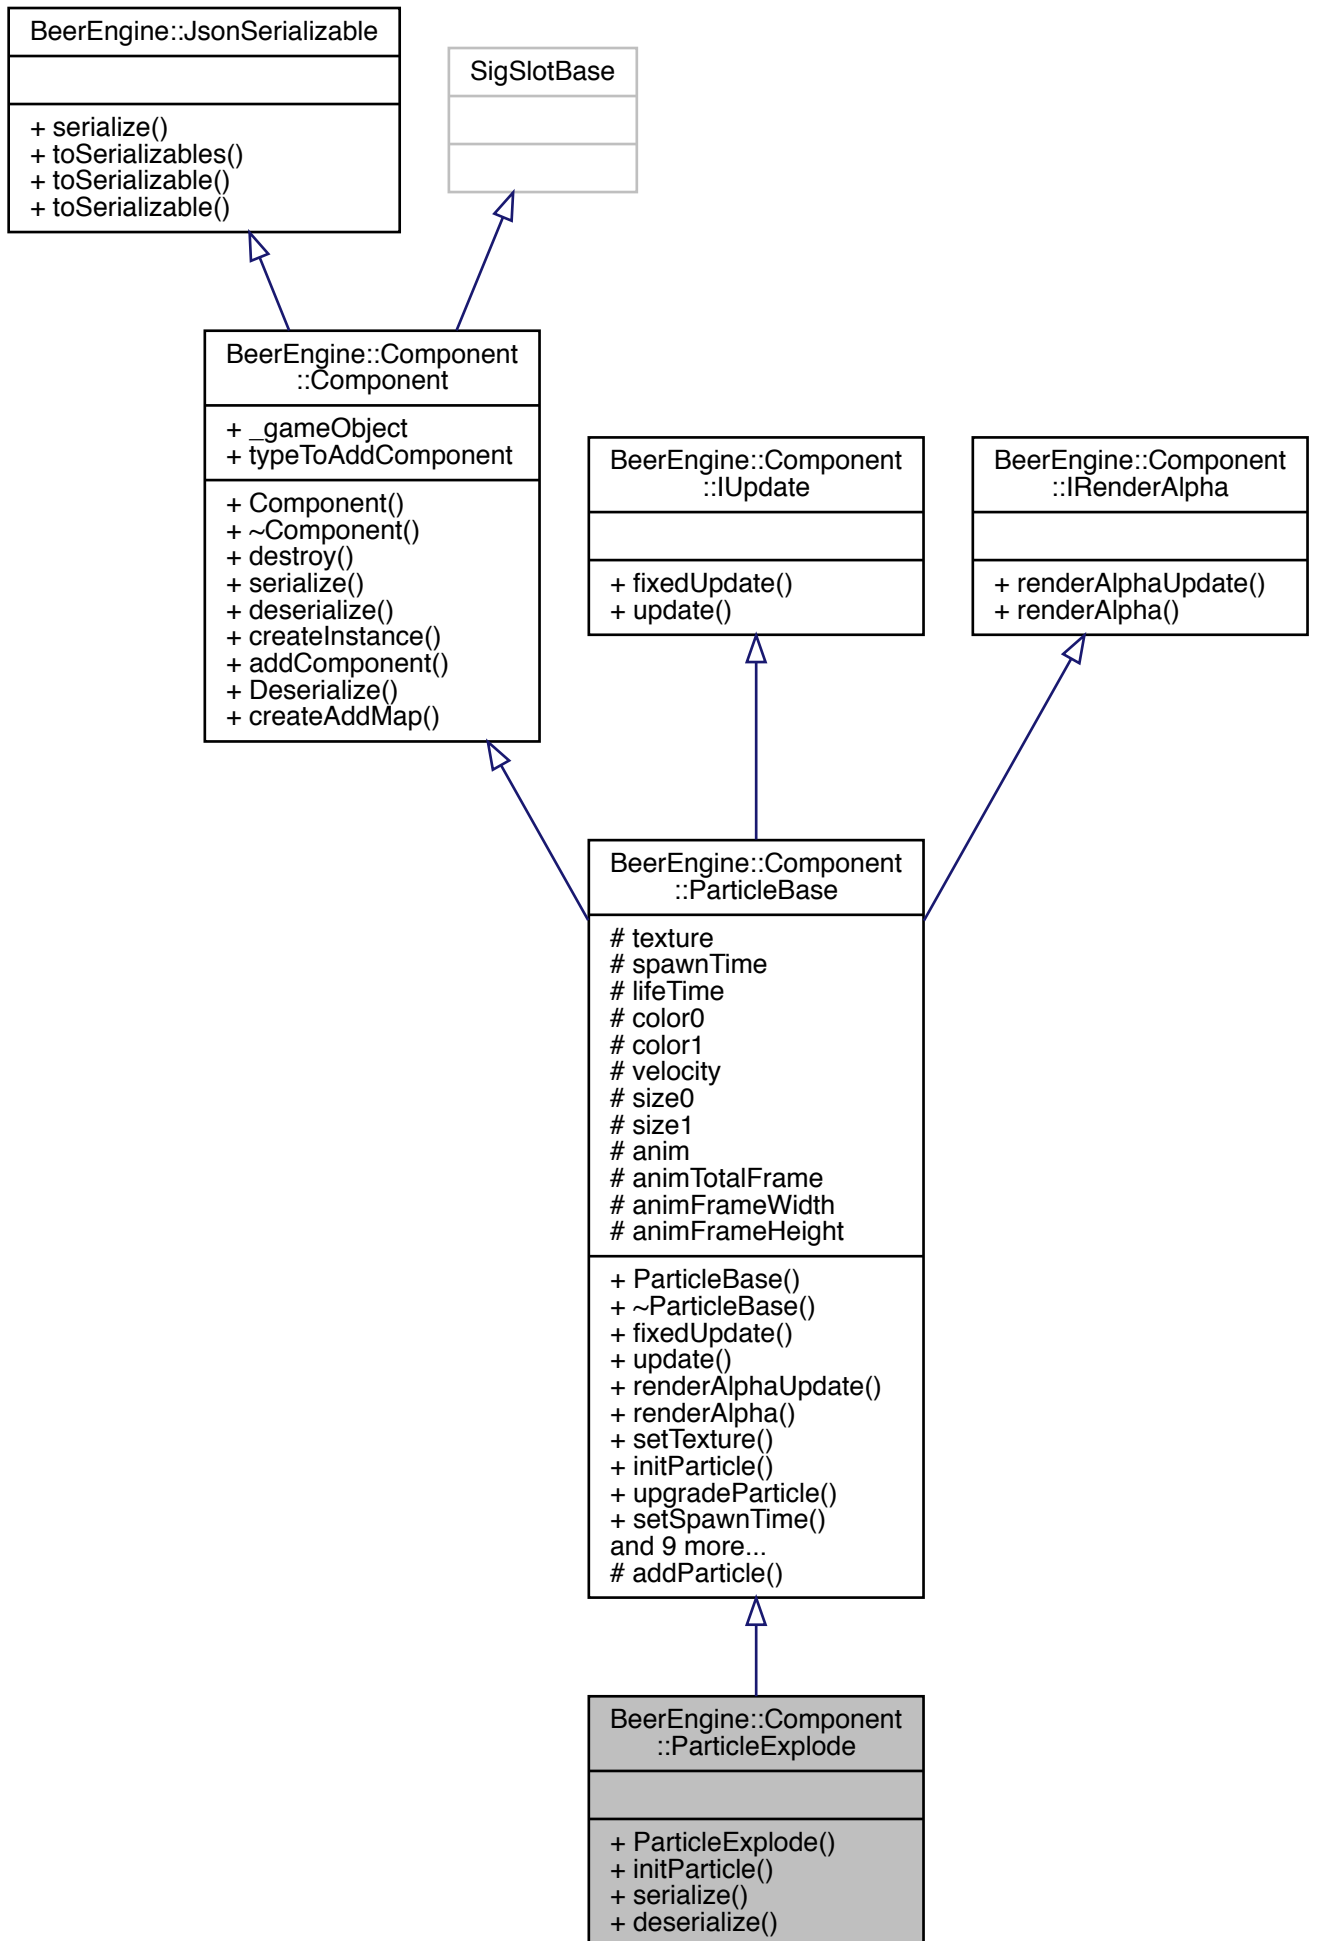 BeerEngine::JsonSerializable
+ serialize()
+ toSerializables()
+ toSerializable()
+ toSerializable()
SigSlotBase
BeerEngine::Component
::Component
+ _gameObject
+ typeToAddComponent
+ Component()
+ ~Component()
+ destroy()
+ serialize()
+ deserialize()
+ createInstance()
+ addComponent()
+ Deserialize()
+ createAddMap()
BeerEngine::Component
::IUpdate
+ fixedUpdate()
+ update()
BeerEngine::Component
::IRenderAlpha
+ renderAlphaUpdate()
+ renderAlpha()
BeerEngine::Component
::ParticleBase
# texture
# spawnTime
# lifeTime
# color0
# color1
# velocity
# size0
# size1
# anim
# animTotalFrame
# animFrameWidth
# animFrameHeight
+ ParticleBase()
+ ~ParticleBase()
+ fixedUpdate()
+ update()
+ renderAlphaUpdate()
+ renderAlpha()
+ setTexture()
+ initParticle()
+ upgradeParticle()
+ setSpawnTime()
and 9 more...
# addParticle()
BeerEngine::Component
::ParticleExplode
+ ParticleExplode()
+ initParticle()
+ serialize()
+ deserialize()